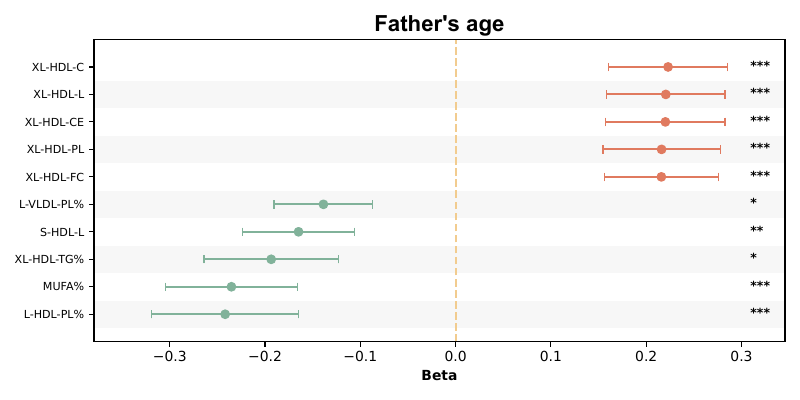 Father's age
XL-HDL-C ***
XL-HDL-L ***
XL-HDL-CE ***
XL-HDL-PL ***
XL-HDL-FC ***
L-VLDL-PL% *
S-HDL-L **
XL-HDL-TG% *
MUFA% ***
L-HDL-PL% ***
−0.3 −0.2 −0.1 0.0 0.1 0.2 0.3
Beta